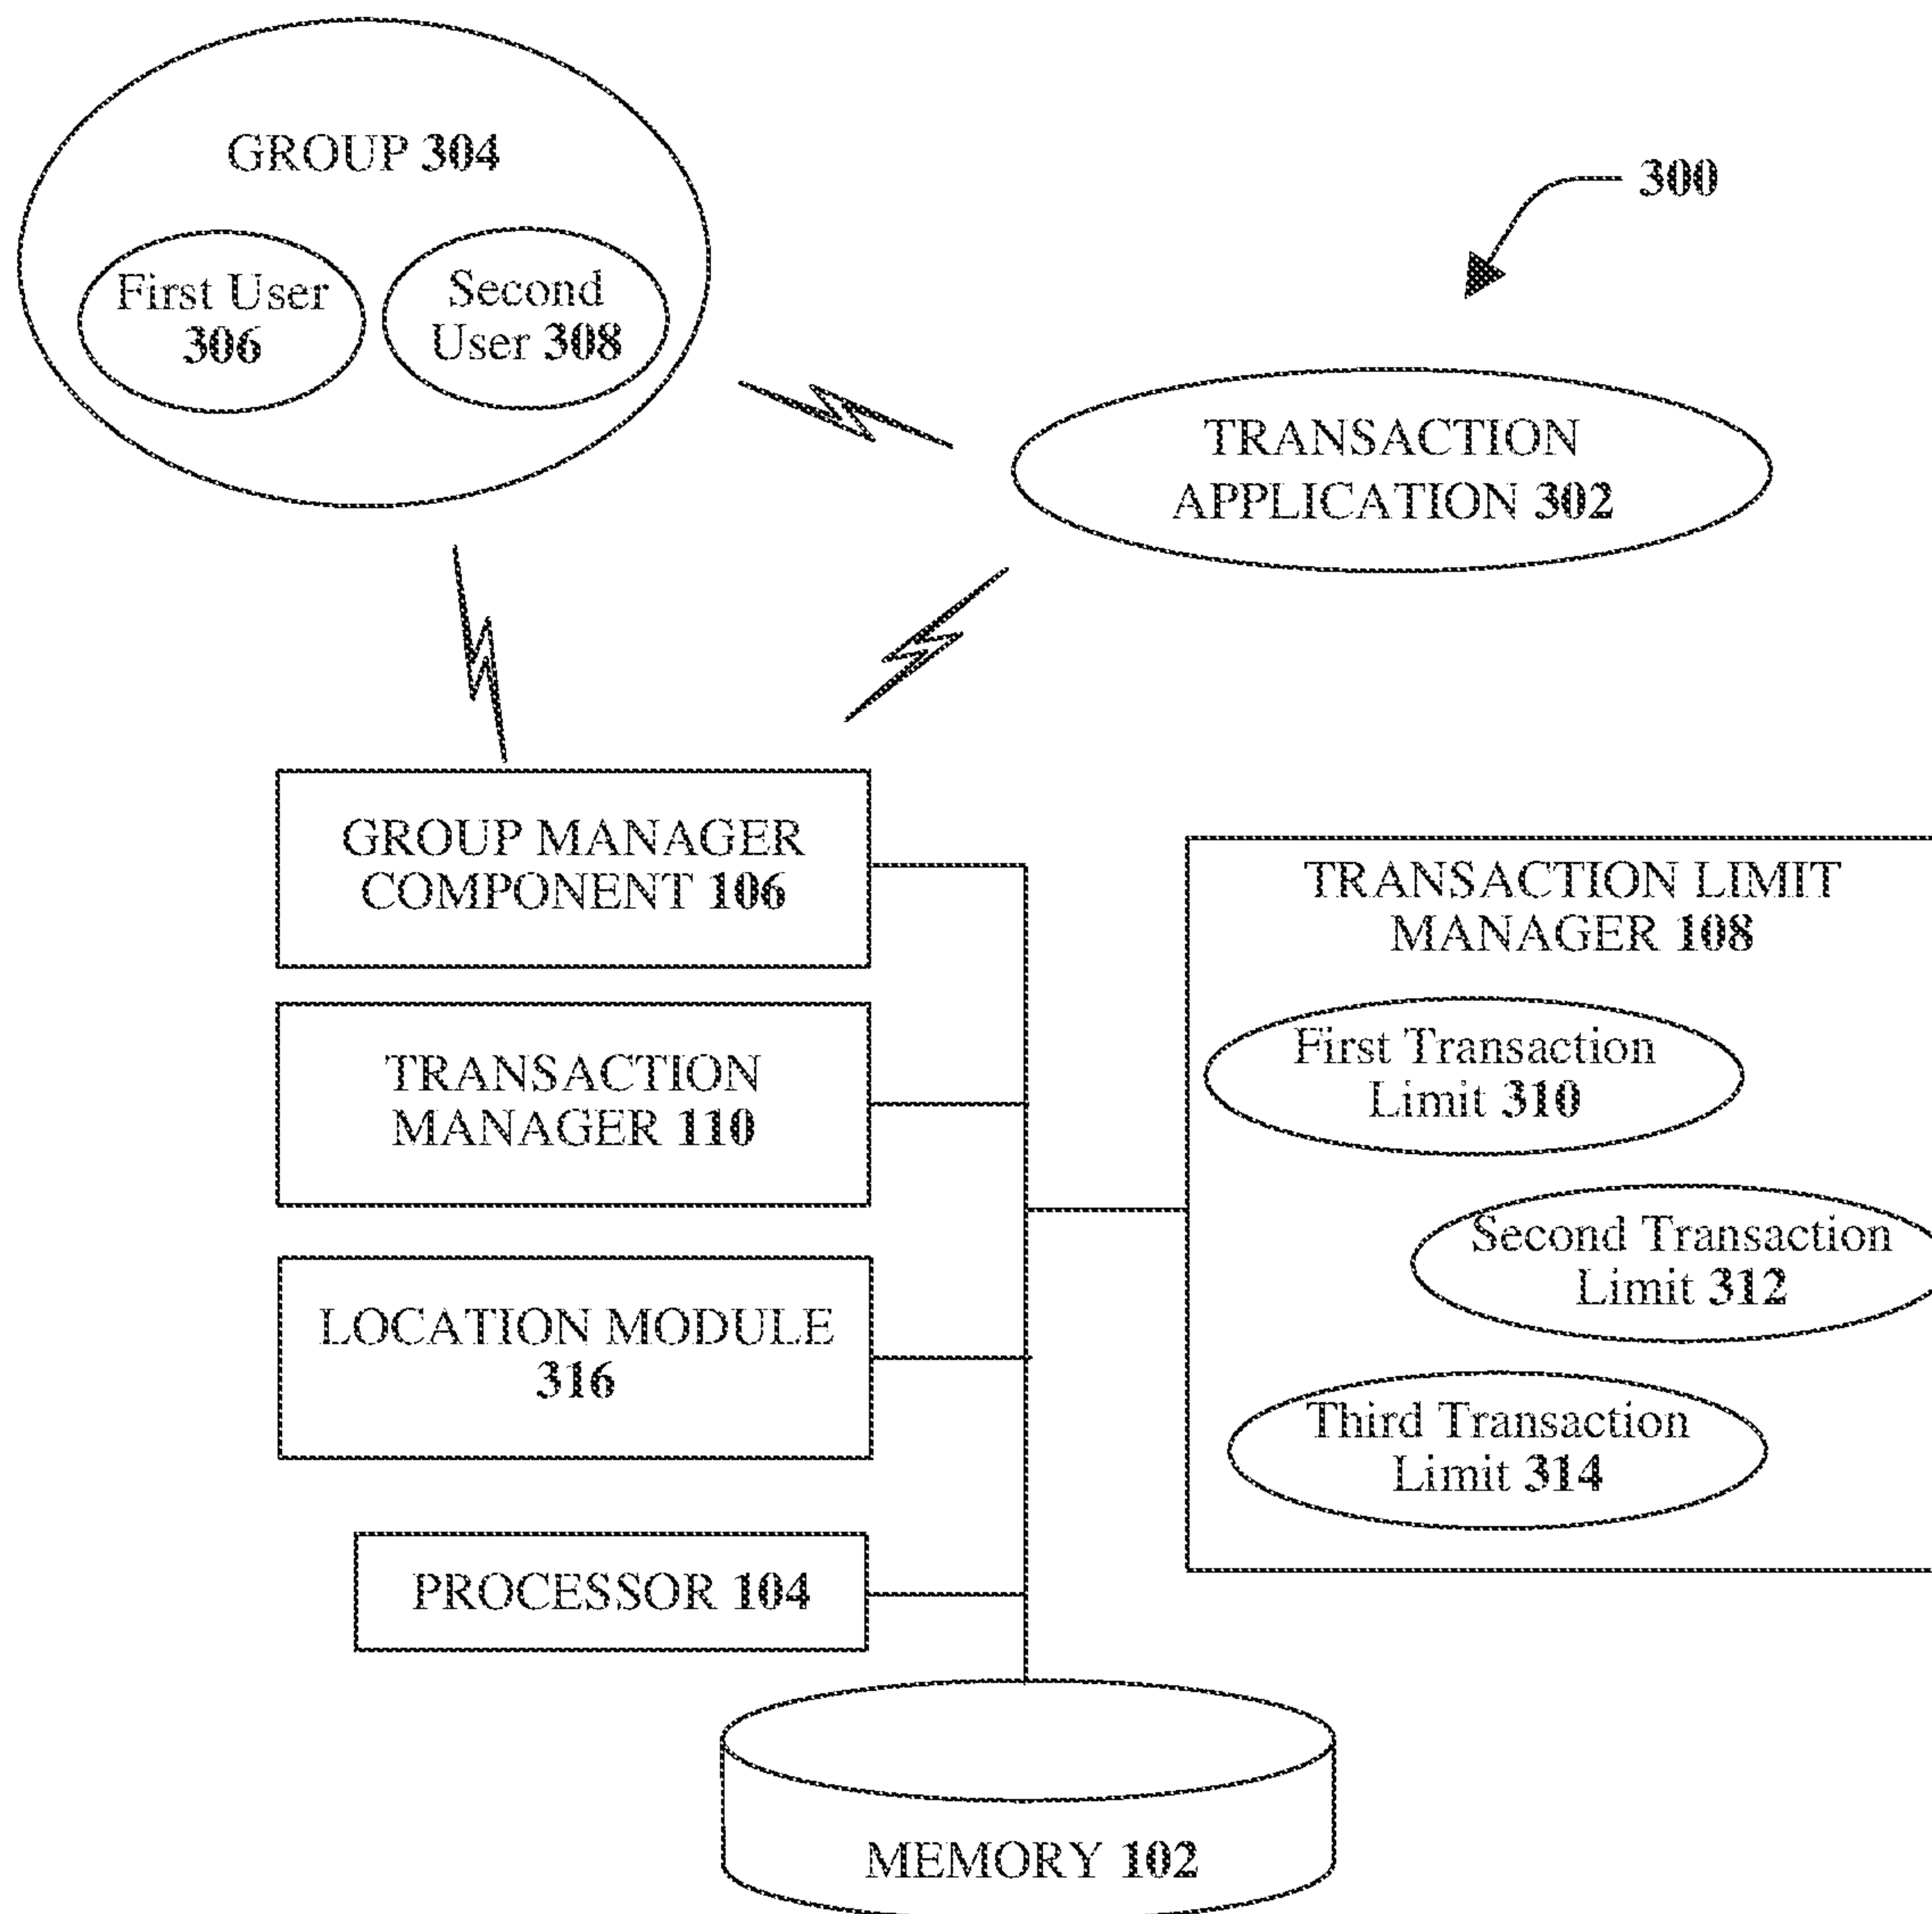 GROUP 304
First User
306
Second
User 308
300
TRANSACTION
APPLICATION 302
GROUP MANAGER
COMPONENT 106
TRANSACTION
MANAGER 110
LOCATION MODULE
316
PROCESSOR 104
TRANSACTION LIMIT
MANAGER 108
First Transaction
Limit 310
Second Transaction
Limit 312
Third Transaction
Limit 314
MEMORY 102